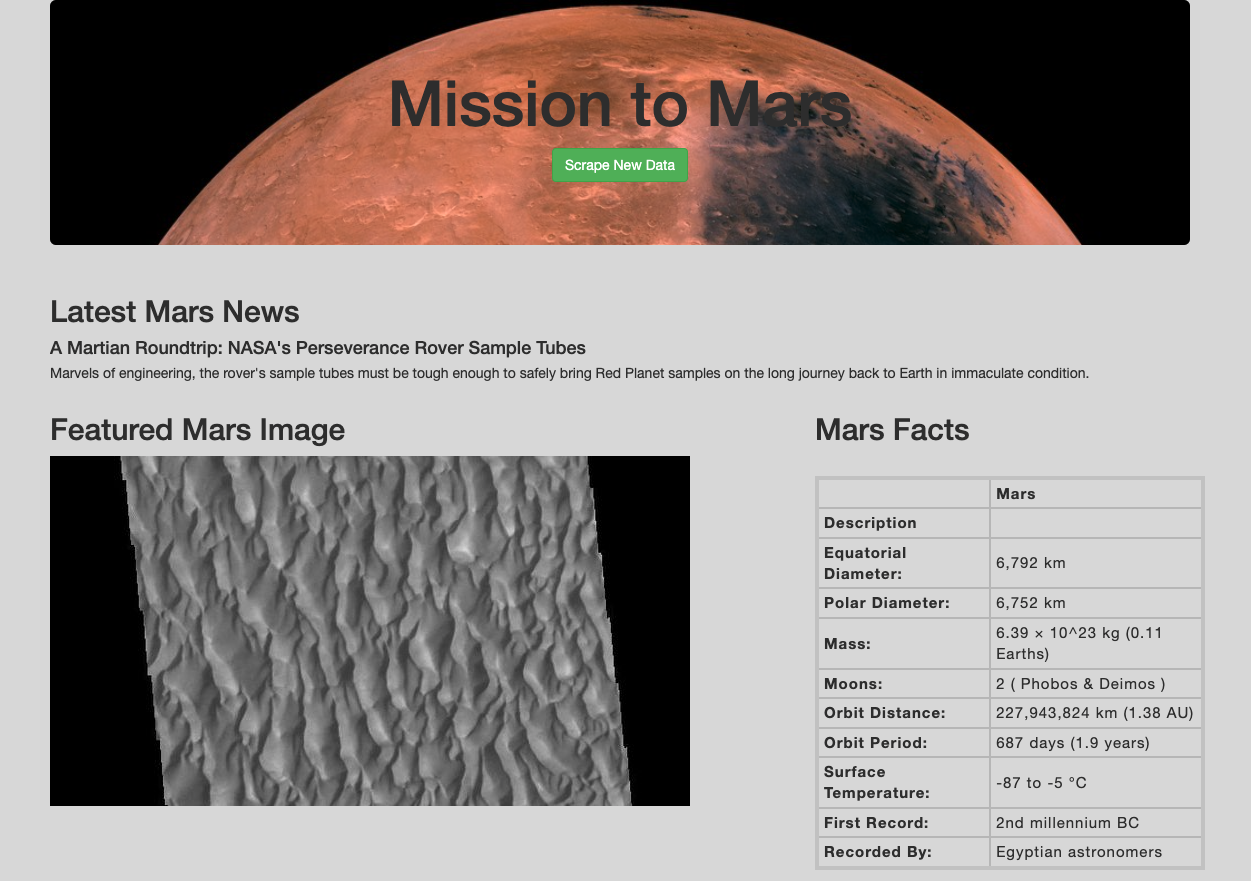 Mission to Mars
Scrape New Data
Latest Mars News
A Martian Roundtrip: NASA's Perseverance Rover Sample Tubes
Marvels of engineering, the rover's sample tubes must be tough enough to safely bring Red Planet samples on the long journey back to Earth in immaculate condition.
Featured Mars Image
Mars Facts
Mars
Description
Equatorial
Diameter:
6,792 km
Polar Diameter:
6,752 km
Mass:
6.39 × 10^23 kg (0.11
Earths)
Moons:
2 ( Phobos & Deimos )
Orbit Distance:
227,943,824 km (1.38 AU)
Orbit Period:
687 days (1.9 years)
Surface
Temperature:
-87 to -5 °C
First Record:
2nd millennium BC
Recorded By:
Egyptian astronomers